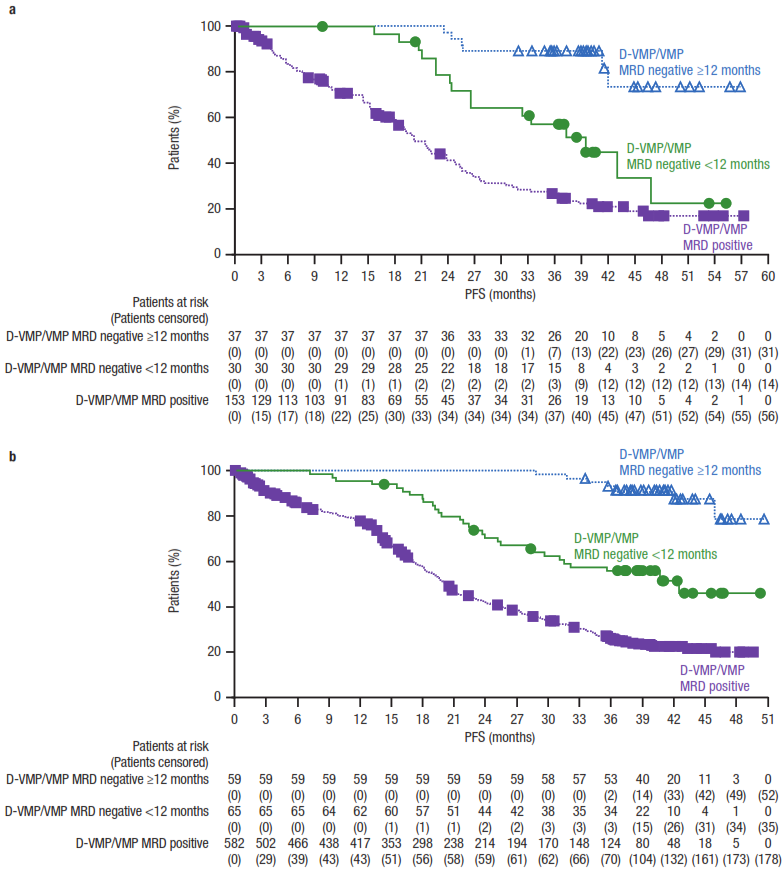 a
100
80
60
40
20
0
Patients (%)
D-VMP/VMP
MRD negative ≥12 months
D-VMP/VMP
MRD negative <12 months
D-VMP/VMP
MRD positive
0 3 6 9 12 15 18 21 24 27 30 33 36 39 42 45 48 51 54 57 60
PFS (months)
Patients at risk
(Patients censored)
D-VMP/VMP MRD negative ≥12 months 37 37 37 37 37 37 37 37 36 33 33 32 26 20 10 8 5 4 2 0 0
(0) (0) (0) (0) (0) (0) (0) (0) (0) (0) (0) (1) (7) (13) (22) (23) (26) (27) (29) (31) (31)
D-VMP/VMP MRD negative <12 months 30 30 30 30 29 29 28 25 22 18 18 17 15 8 4 3 2 2 1 0 0
(0) (0) (0) (0) (1) (1) (1) (2) (2) (2) (2) (3) (3) (9) (12) (12) (12) (12) (13) (14) (14)
D-VMP/VMP MRD positive 153 129 113 103 91 83 69 55 45 37 34 31 26 19 13 10 5 4 2 1 0
(0) (15) (17) (18) (22) (25) (30) (33) (34) (34) (34) (34) (37) (40) (45) (47) (51) (52) (54) (55) (56)
b
100
80
60
40
20
0
Patients (%)
D-VMP/VMP
MRD negative ≥12 months
D-VMP/VMP
MRD negative <12 months
D-VMP/VMP
MRD positive
0 3 6 9 12 15 18 21 24 27 30 33 36 39 42 45 48 51
PFS (months)
Patients at risk
(Patients censored)
D-VMP/VMP MRD negative ≥12 months 59 59 59 59 59 59 59 59 59 59 58 57 53 40 20 11 3 0
(0) (0) (0) (0) (0) (0) (0) (0) (0) (0) (0) (0) (2) (14) (33) (42) (49) (52)
D-VMP/VMP MRD negative <12 months 65 65 65 64 62 60 57 51 44 42 38 35 34 22 10 4 1 0
(0) (0) (0) (0) (0) (1) (1) (1) (2) (2) (3) (3) (3) (15) (26) (31) (34) (35)
D-VMP/VMP MRD positive 582 502 466 438 417 353 298 238 214 194 170 148 124 80 48 18 5 0
(0) (29) (39) (43) (43) (51) (56) (58) (59) (61) (62) (66) (70) (104) (132) (161) (173) (178)